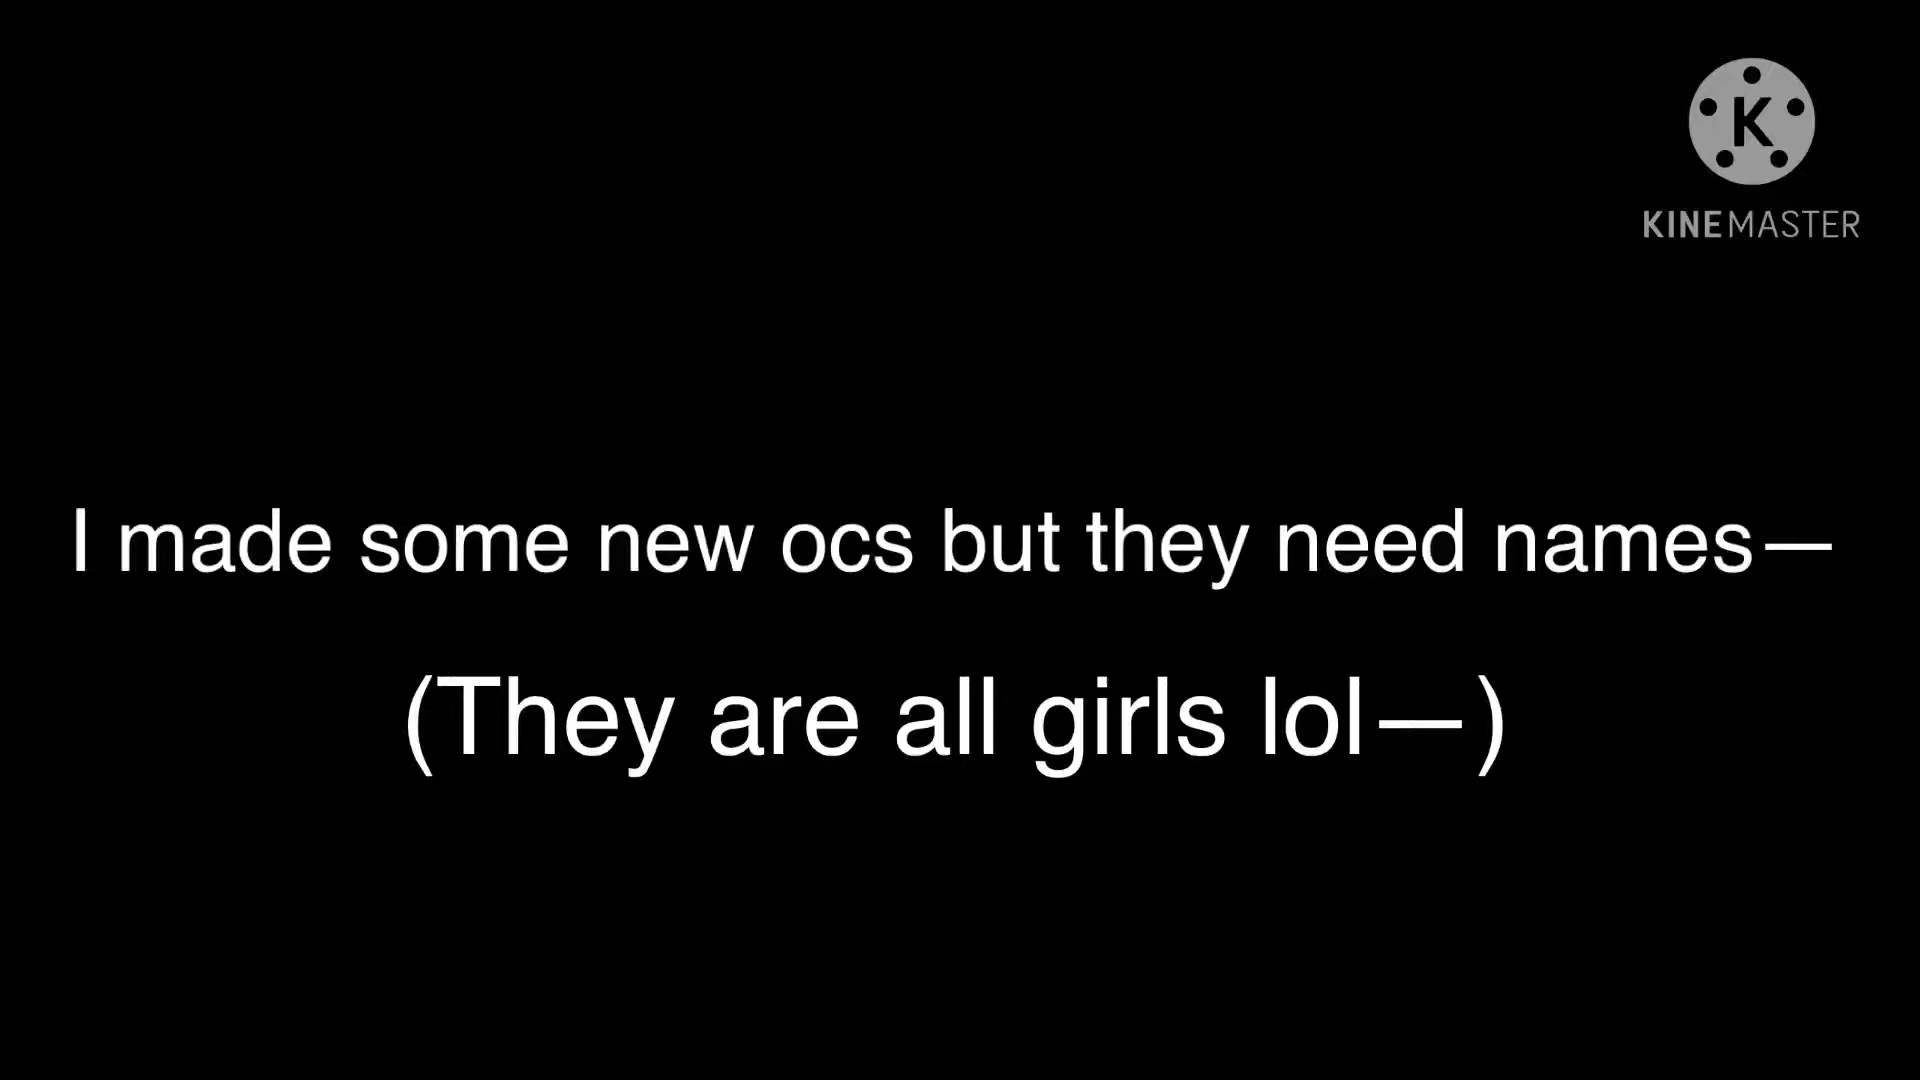 K
KINEMASTER
I made some new ocs but they need names—
(They are all girls lol—)